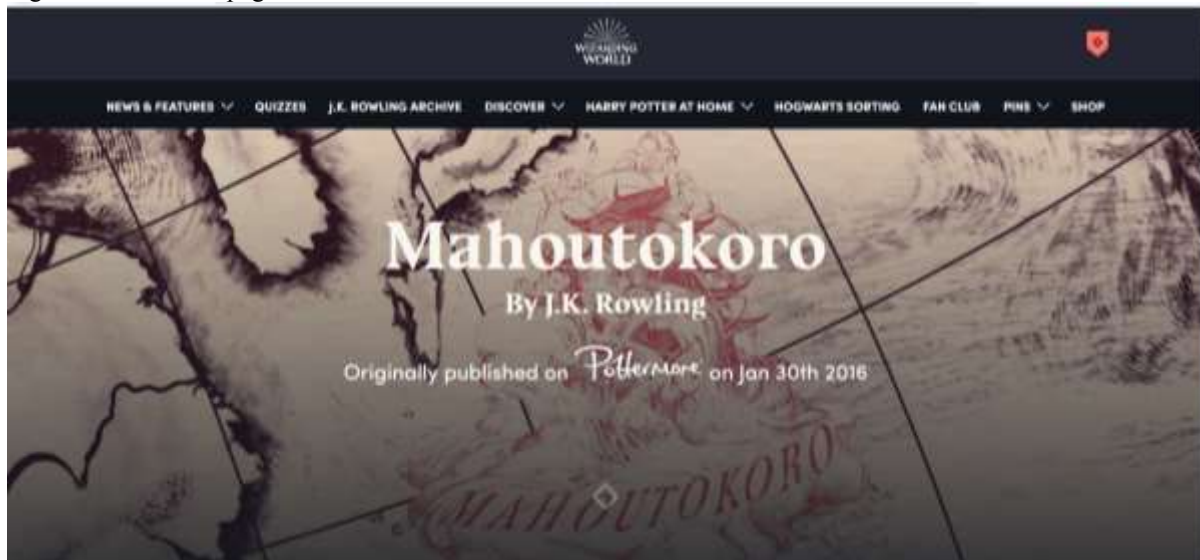 WIZARDING
WORLD
NEWS & FEATURES QUIZZES J.K. ROWLING ARCHIVE DISCOVER HARRY POTTER AT HOME HOGWARTS SORTING FAN CLUB PINS SHOP
Mahoutokoro
By J.K. Rowling
Originally published on Pottermore on Jan 30th 2016
MAHOUTOKORO